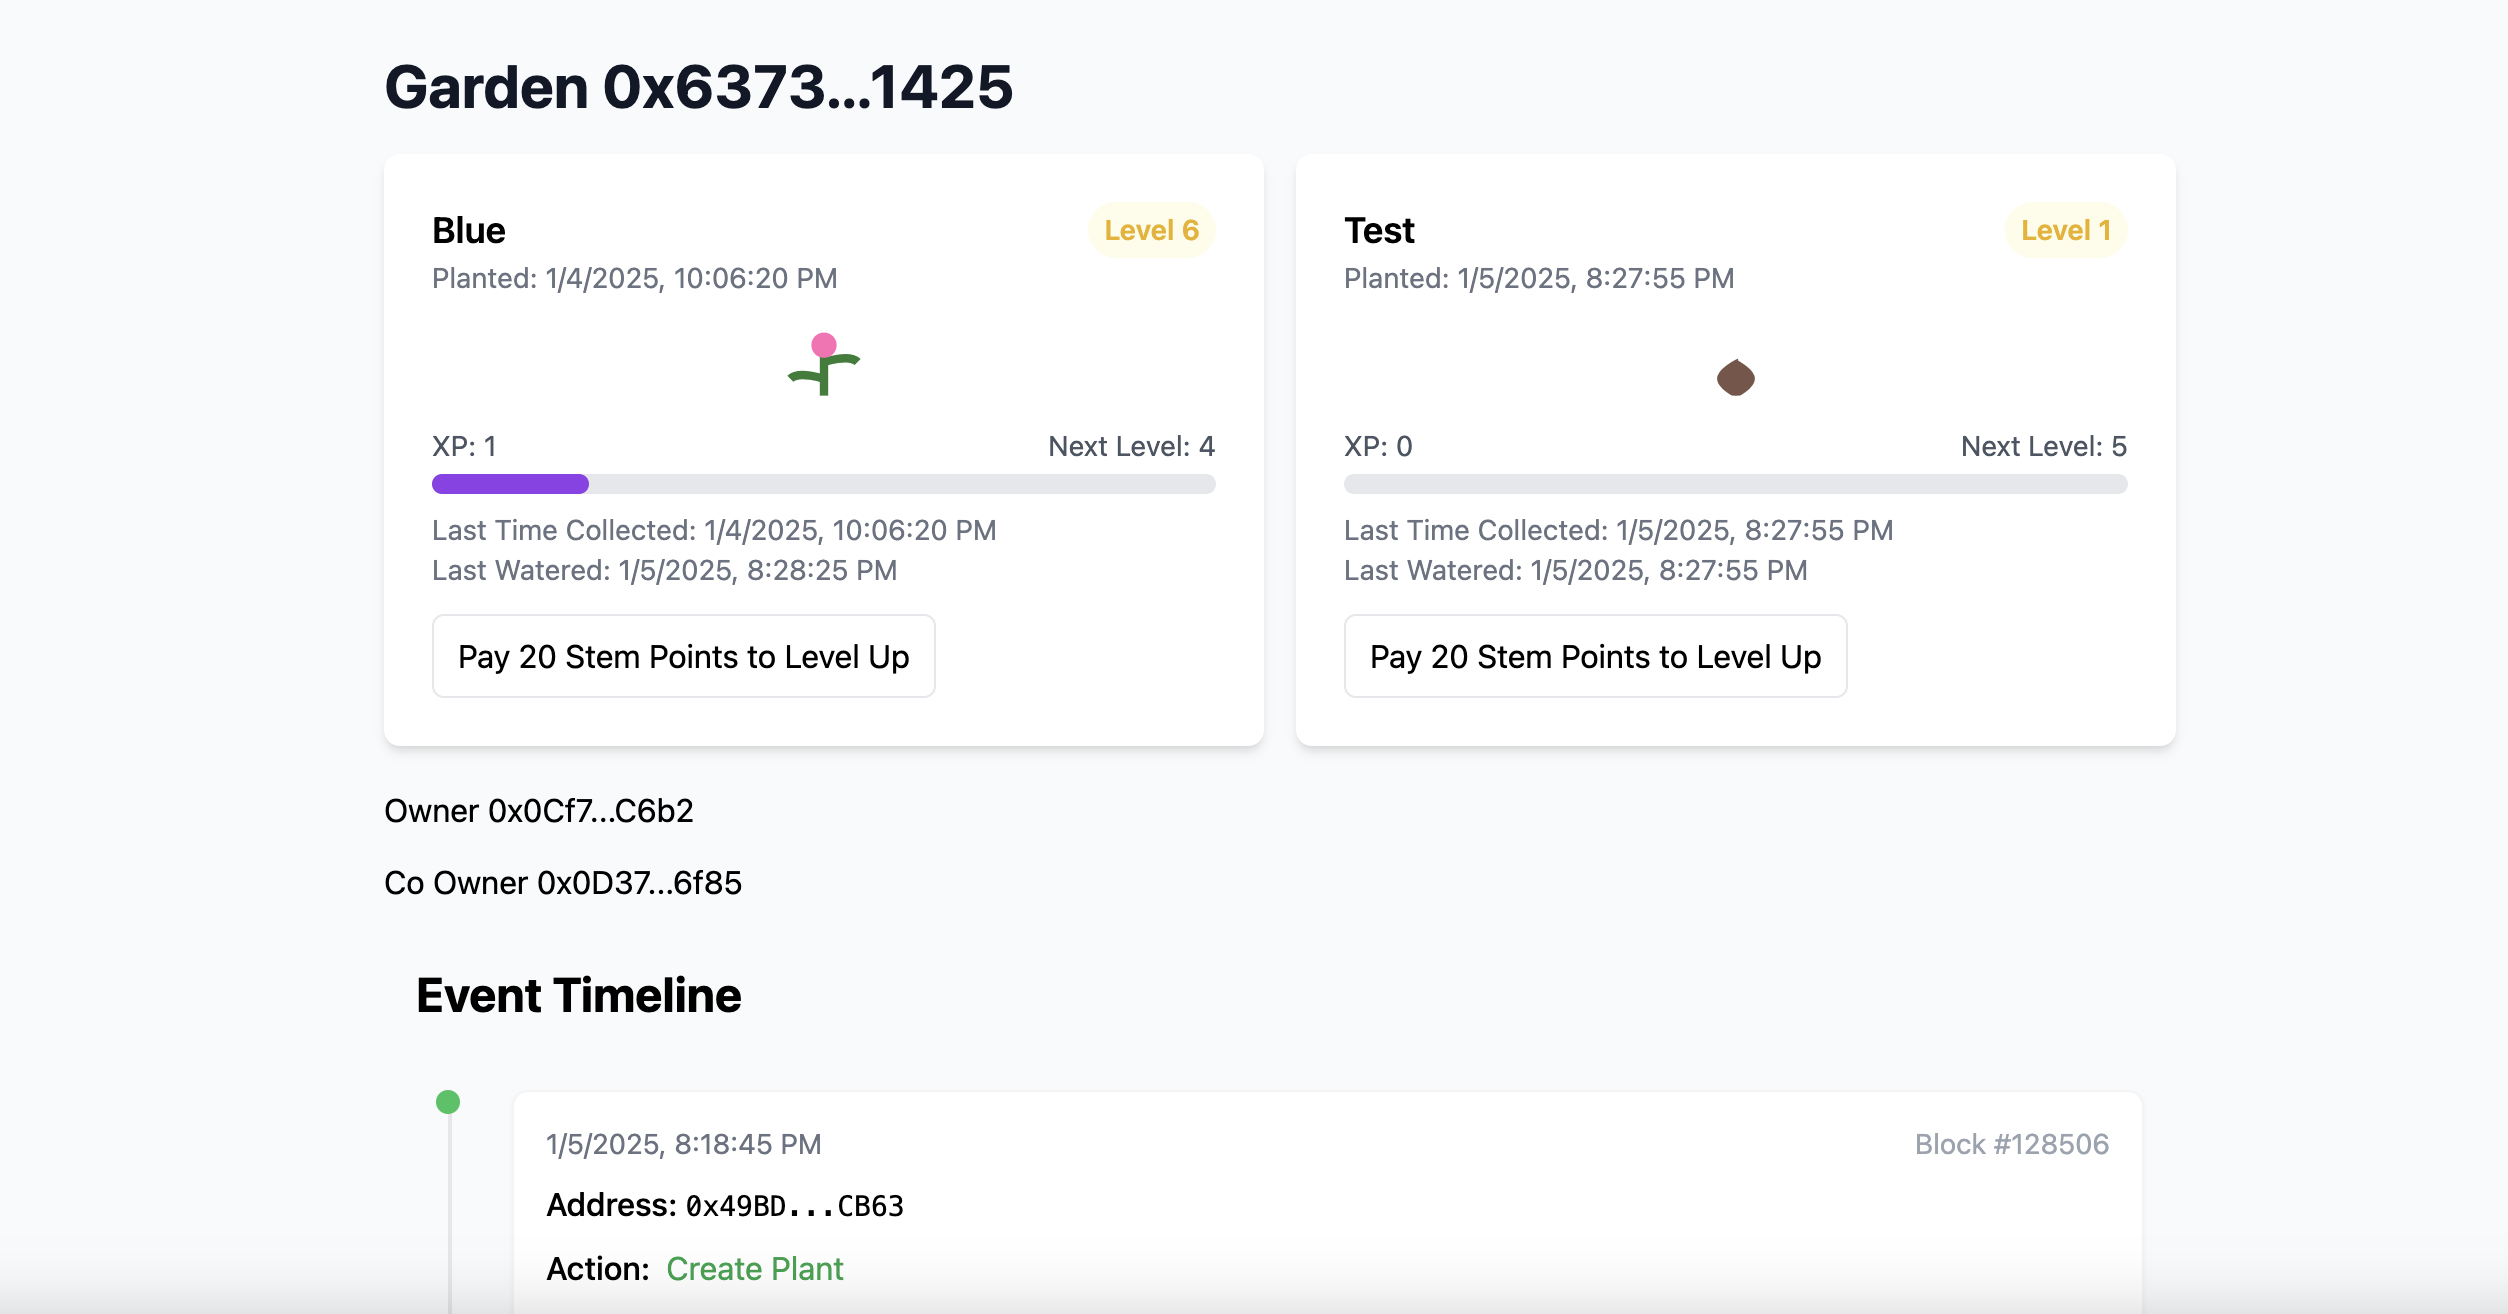 Garden 0x6373...1425
Blue
Level 6
Planted: 1/4/2025, 10:06:20 PM
XP: 1
Next Level: 4
Last Time Collected: 1/4/2025, 10:06:20 PM
Last Watered: 1/5/2025, 8:28:25 PM
Pay 20 Stem Points to Level Up
Test
Level 1
Planted: 1/5/2025, 8:27:55 PM
XP: 0
Next Level: 5
Last Time Collected: 1/5/2025, 8:27:55 PM
Last Watered: 1/5/2025, 8:27:55 PM
Pay 20 Stem Points to Level Up
Owner 0x0Cf7...C6b2
Co Owner 0x0D37...6f85
Event Timeline
1/5/2025, 8:18:45 PM
Block #128506
Address: 0x49BD...CB63
Action: Create Plant